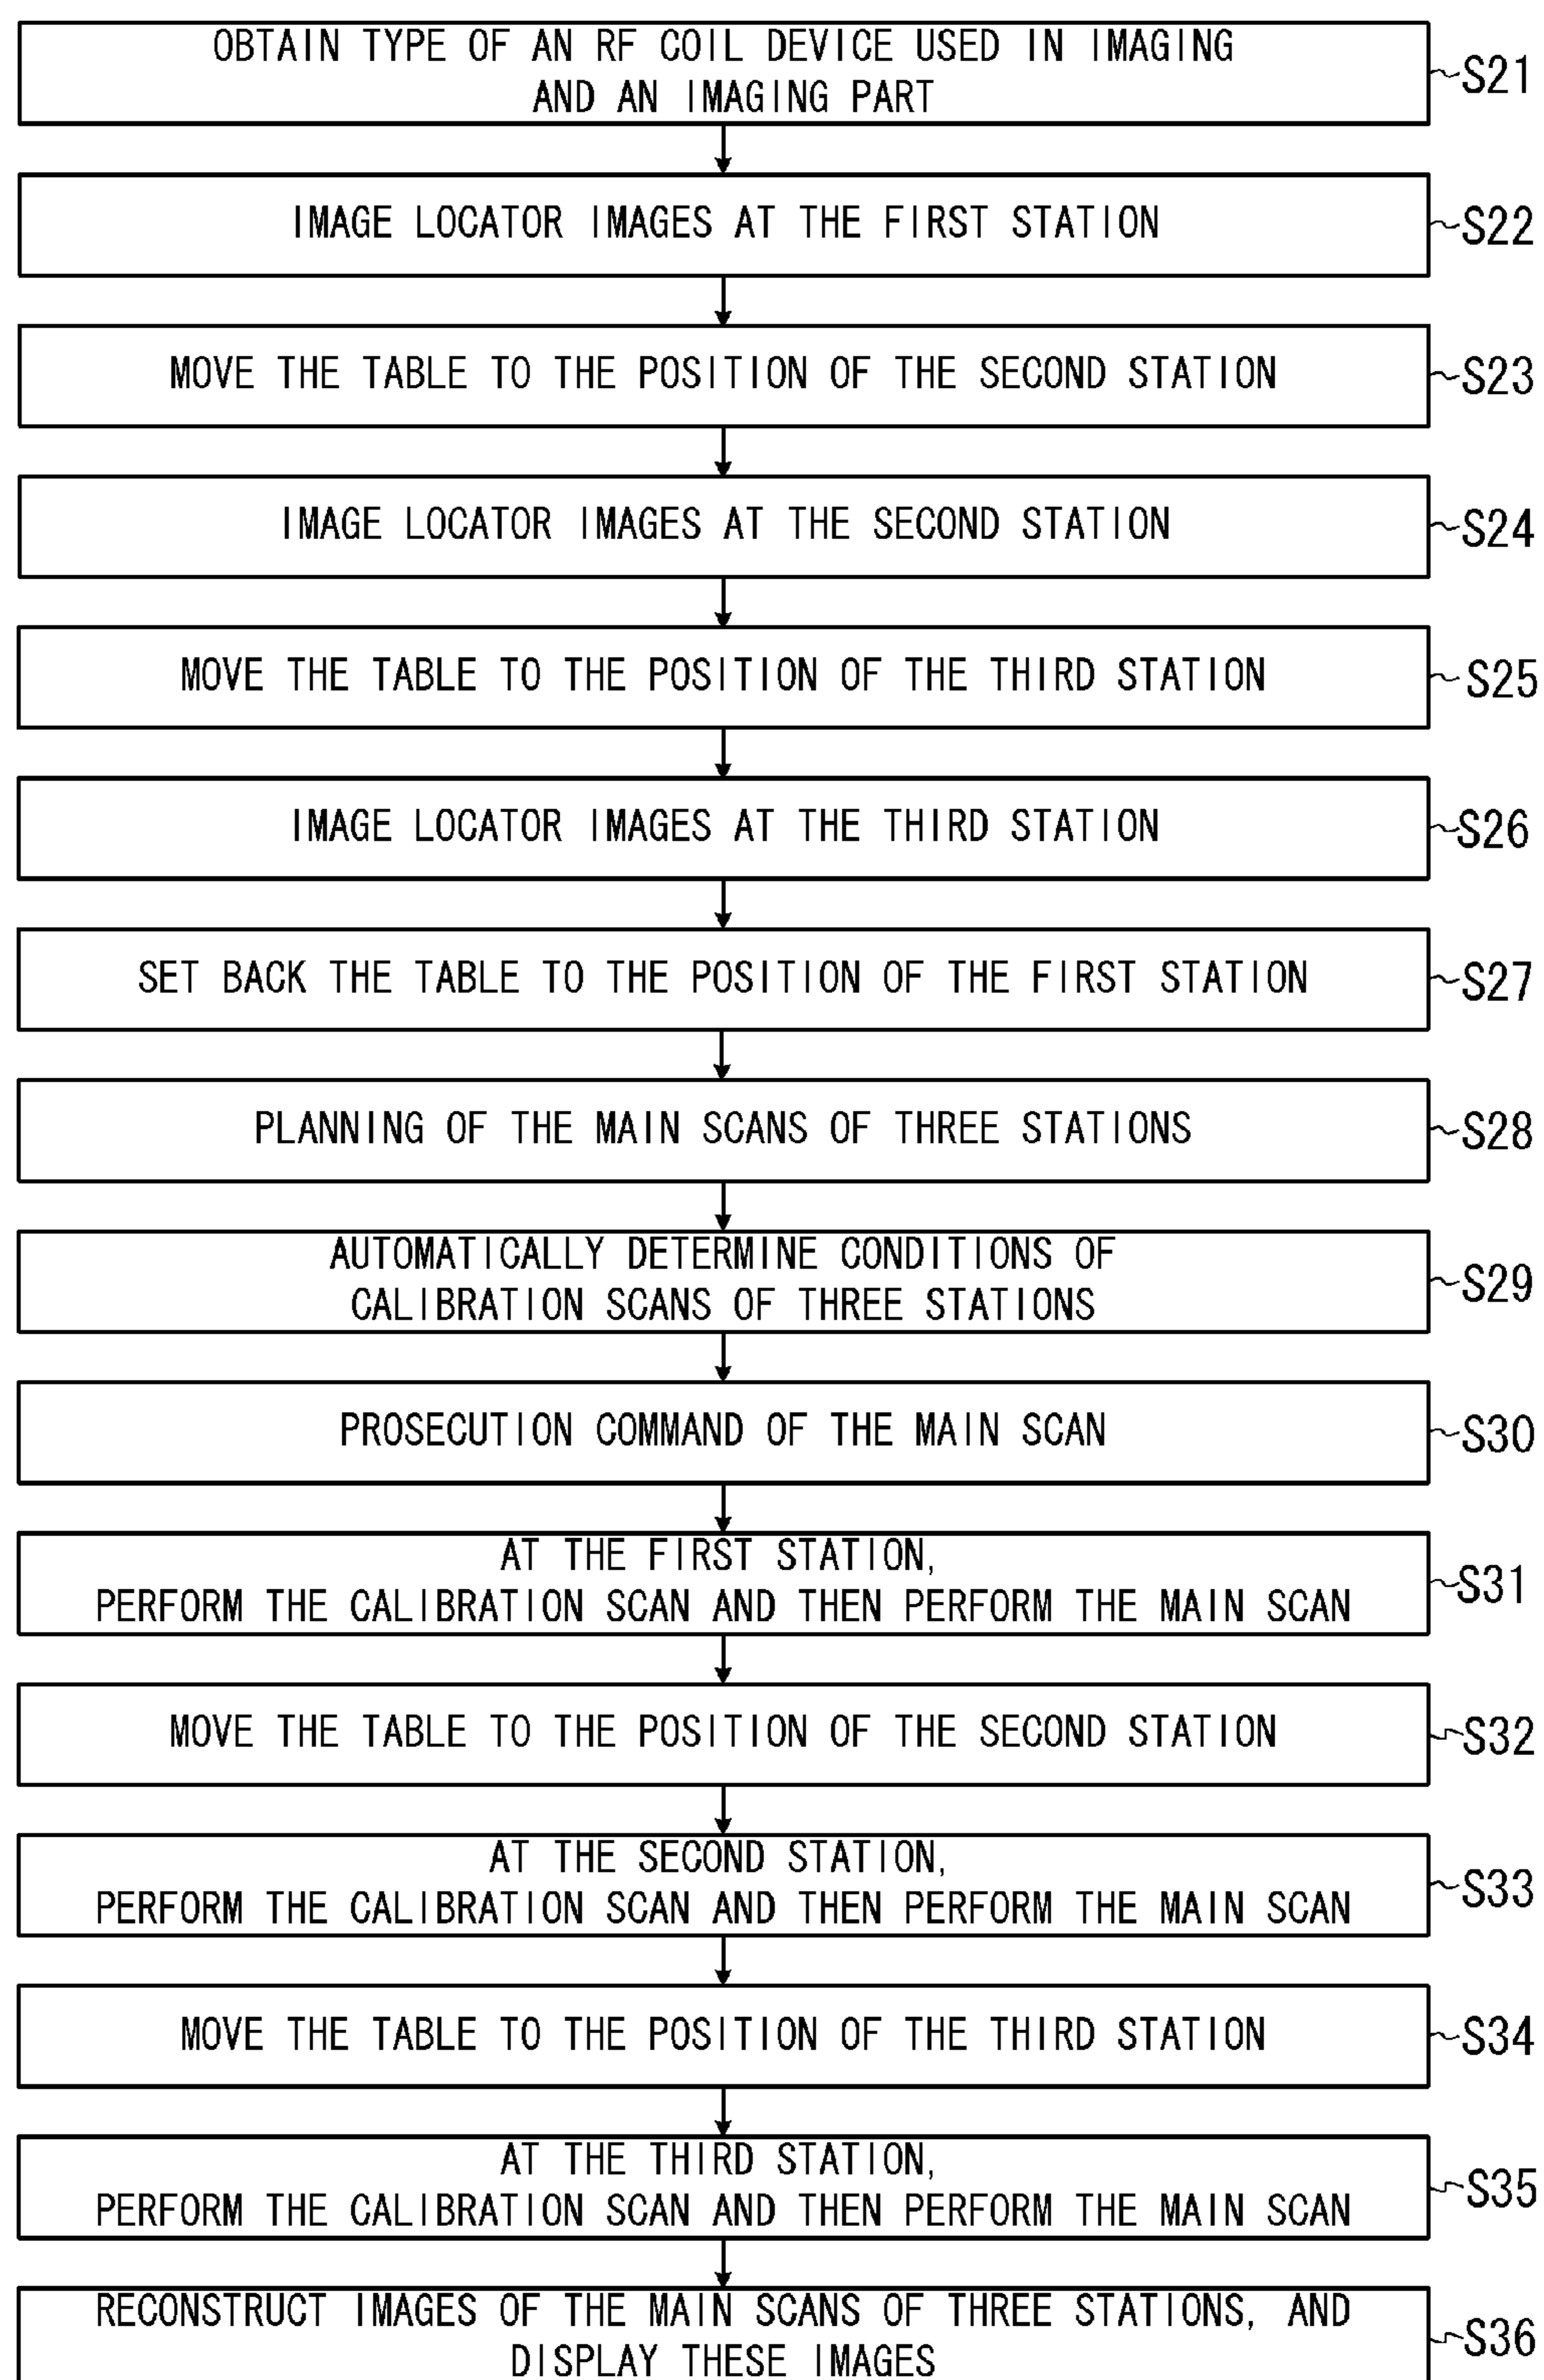 OBTAIN TYPE OF AN RF COIL DEVICE USED IN IMAGING
AND AN IMAGING PART
S21
IMAGE LOCATOR IMAGES AT THE FIRST STATION
S22
MOVE THE TABLE TO THE POSITION OF THE SECOND STATION
S23
IMAGE LOCATOR IMAGES AT THE SECOND STATION
S24
MOVE THE TABLE TO THE POSITION OF THE THIRD STATION
S25
IMAGE LOCATOR IMAGES AT THE THIRD STATION
S26
SET BACK THE TABLE TO THE POSITION OF THE FIRST STATION
S27
PLANNING OF THE MAIN SCANS OF THREE STATIONS
S28
AUTOMATICALLY DETERMINE CONDITIONS OF
CALIBRATION SCANS OF THREE STATIONS
S29
PROSECUTION COMMAND OF THE MAIN SCAN
S30
AT THE FIRST STATION,
PERFORM THE CALIBRATION SCAN AND THEN PERFORM THE MAIN SCAN
S31
MOVE THE TABLE TO THE POSITION OF THE SECOND STATION
S32
AT THE SECOND STATION,
PERFORM THE CALIBRATION SCAN AND THEN PERFORM THE MAIN SCAN
S33
MOVE THE TABLE TO THE POSITION OF THE THIRD STATION
S34
AT THE THIRD STATION,
PERFORM THE CALIBRATION SCAN AND THEN PERFORM THE MAIN SCAN
S35
RECONSTRUCT IMAGES OF THE MAIN SCANS OF THREE STATIONS, AND
DISPLAY THESE IMAGES
S36